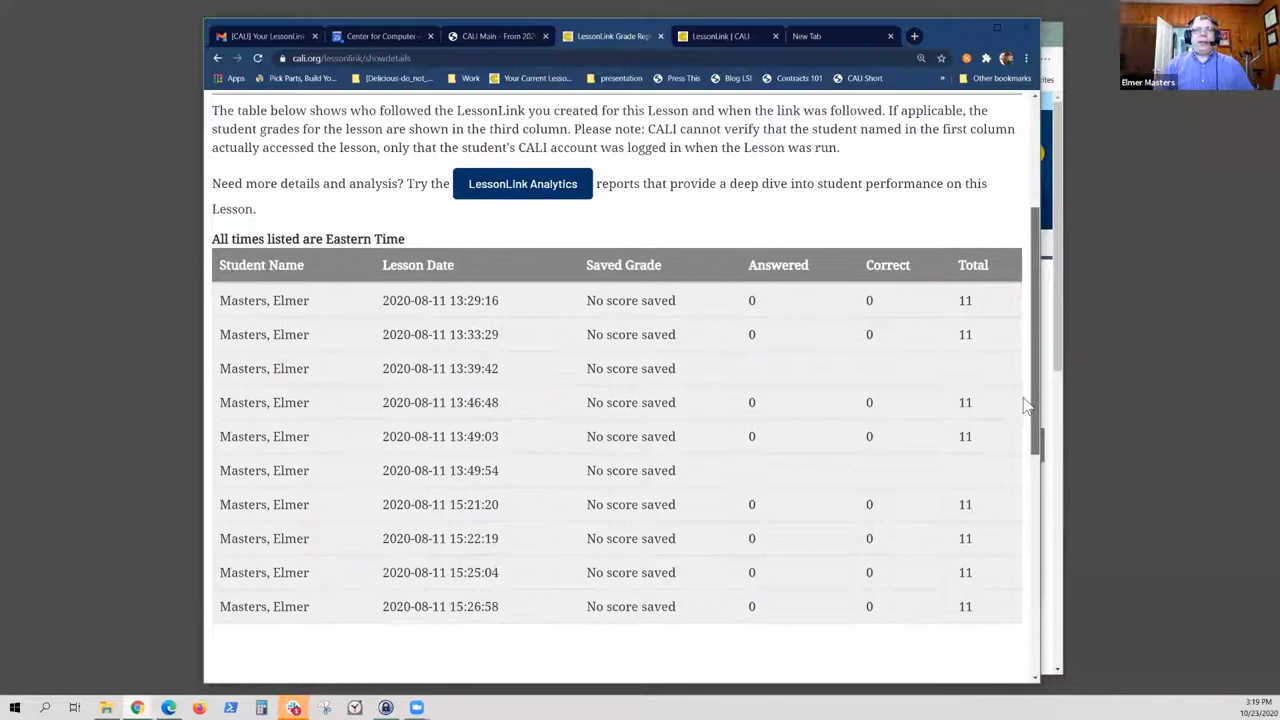 [CAU] Your LessonLink
Center for Computer-
CALI Main - From 202
LessonLink Grade Rep
LessonLink | CALI
New Tab
cali.org/lessonlink/showdetails
Apps
Pick Parts, Build Yo...
[Delicious-do_not_...
Work
Your Current Lesso...
presentation
Press This
Blog LSI
Contracts 101
CALI Short
»
Other bookmarks
Elmer Masters
The table below shows who followed the LessonLink you created for this Lesson and when the link was followed. If applicable, the
student grades for the lesson are shown in the third column. Please note: CALI cannot verify that the student named in the first column
actually accessed the lesson, only that the student's CALI account was logged in when the Lesson was run.
Need more details and analysis? Try the LessonLink Analytics reports that provide a deep dive into student performance on this
Lesson.
All times listed are Eastern Time
Student Name Lesson Date Saved Grade Answered Correct Total
Masters, Elmer 2020-08-11 13:29:16 No score saved 0 0 11
Masters, Elmer 2020-08-11 13:33:29 No score saved 0 0 11
Masters, Elmer 2020-08-11 13:39:42 No score saved
Masters, Elmer 2020-08-11 13:46:48 No score saved 0 0 11
Masters, Elmer 2020-08-11 13:49:03 No score saved 0 0 11
Masters, Elmer 2020-08-11 13:49:54 No score saved
Masters, Elmer 2020-08-11 15:21:20 No score saved 0 0 11
Masters, Elmer 2020-08-11 15:22:19 No score saved 0 0 11
Masters, Elmer 2020-08-11 15:25:04 No score saved 0 0 11
Masters, Elmer 2020-08-11 15:26:58 No score saved 0 0 11
3:19 PM
10/23/2020